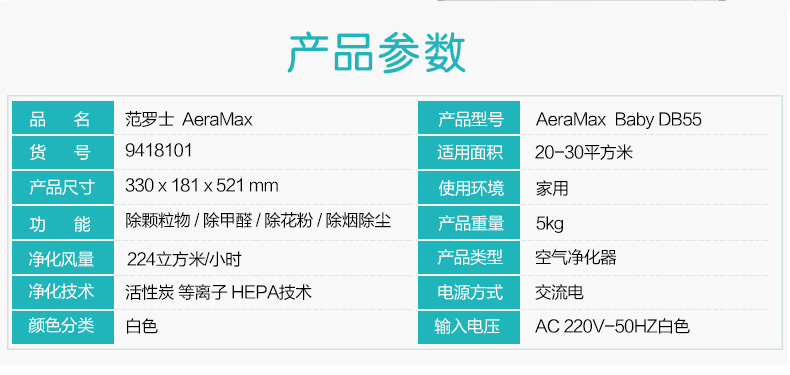 产品参数
品 名 范罗士 AeraMax 产品型号 AeraMax Baby DB55
货 号 9418101 适用面积 20-30平方米
产品尺寸 330 x 181 x 521 mm 使用环境 家用
功 能 除颗粒物 / 除甲醛 / 除花粉 / 除烟除尘 产品重量 5kg
净化风量 224立方米/小时 产品类型 空气净化器
净化技术 活性炭 等离子 HEPA技术 电源方式 交流电
颜色分类 白色 输入电压 AC 220V-50HZ白色